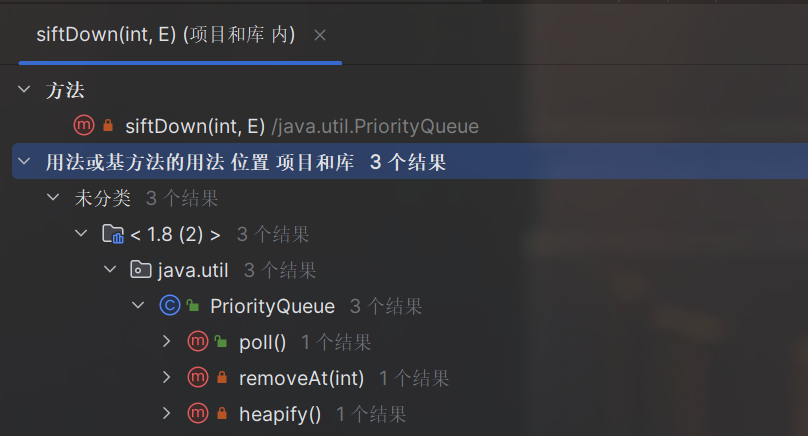 siftDown(int, E) (项目和库 内)
方法
siftDown(int, E) /java.util.PriorityQueue
用法或基方法的用法 位置 项目和库 3 个结果
未分类 3 个结果
< 1.8 (2) > 3 个结果
java.util 3 个结果
PriorityQueue 3 个结果
poll() 1 个结果
removeAt(int) 1 个结果
heapify() 1 个结果